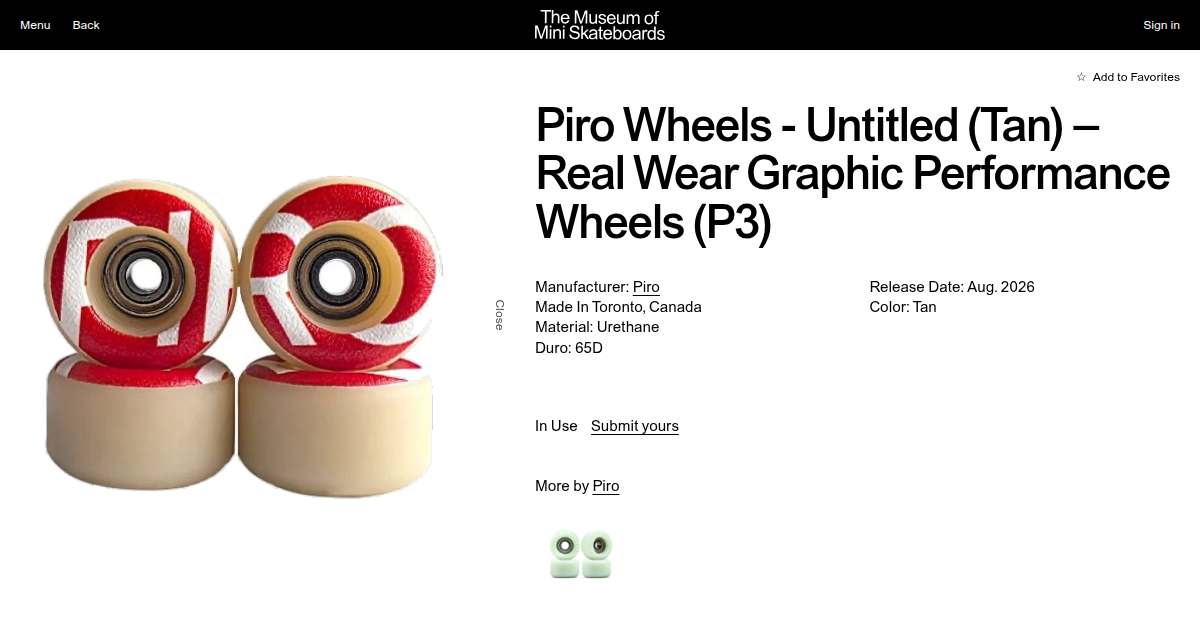 Menu
Back
The Museum of
Mini Skateboards
Sign in
☆ Add to Favorites
Piro Wheels - Untitled (Tan) –
Real Wear Graphic Performance
Wheels (P3)
PI RO
Close
Manufacturer: Piro
Made In Toronto, Canada
Material: Urethane
Duro: 65D
Release Date: Aug. 2026
Color: Tan
In Use
Submit yours
More by Piro